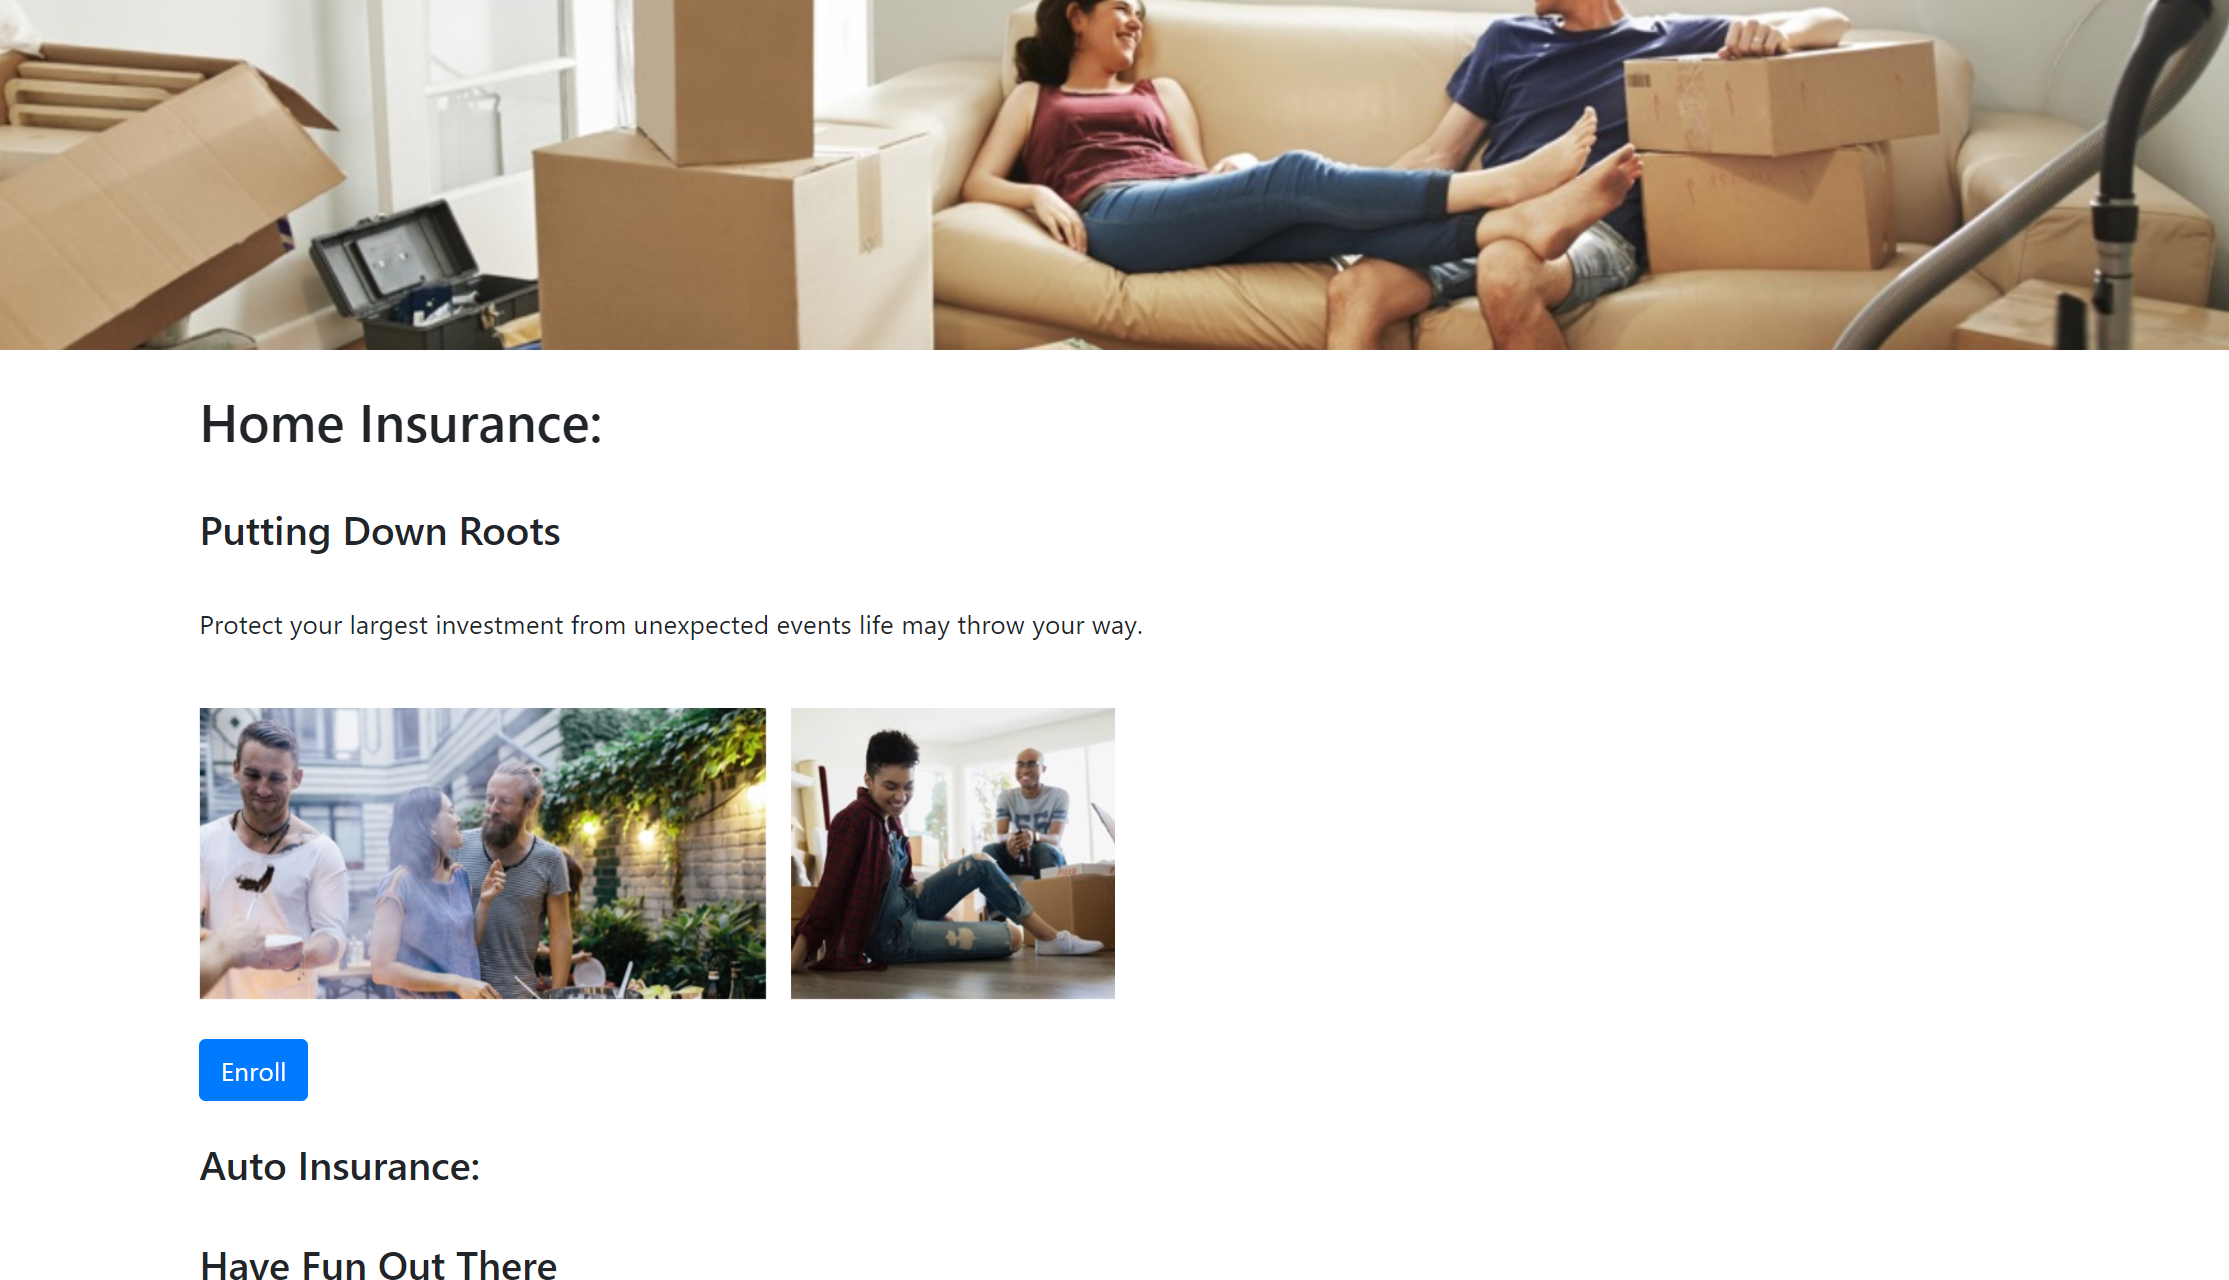 Home Insurance:
Putting Down Roots
Protect your largest investment from unexpected events life may throw your way.
Enroll
Auto Insurance:
Have Fun Out There